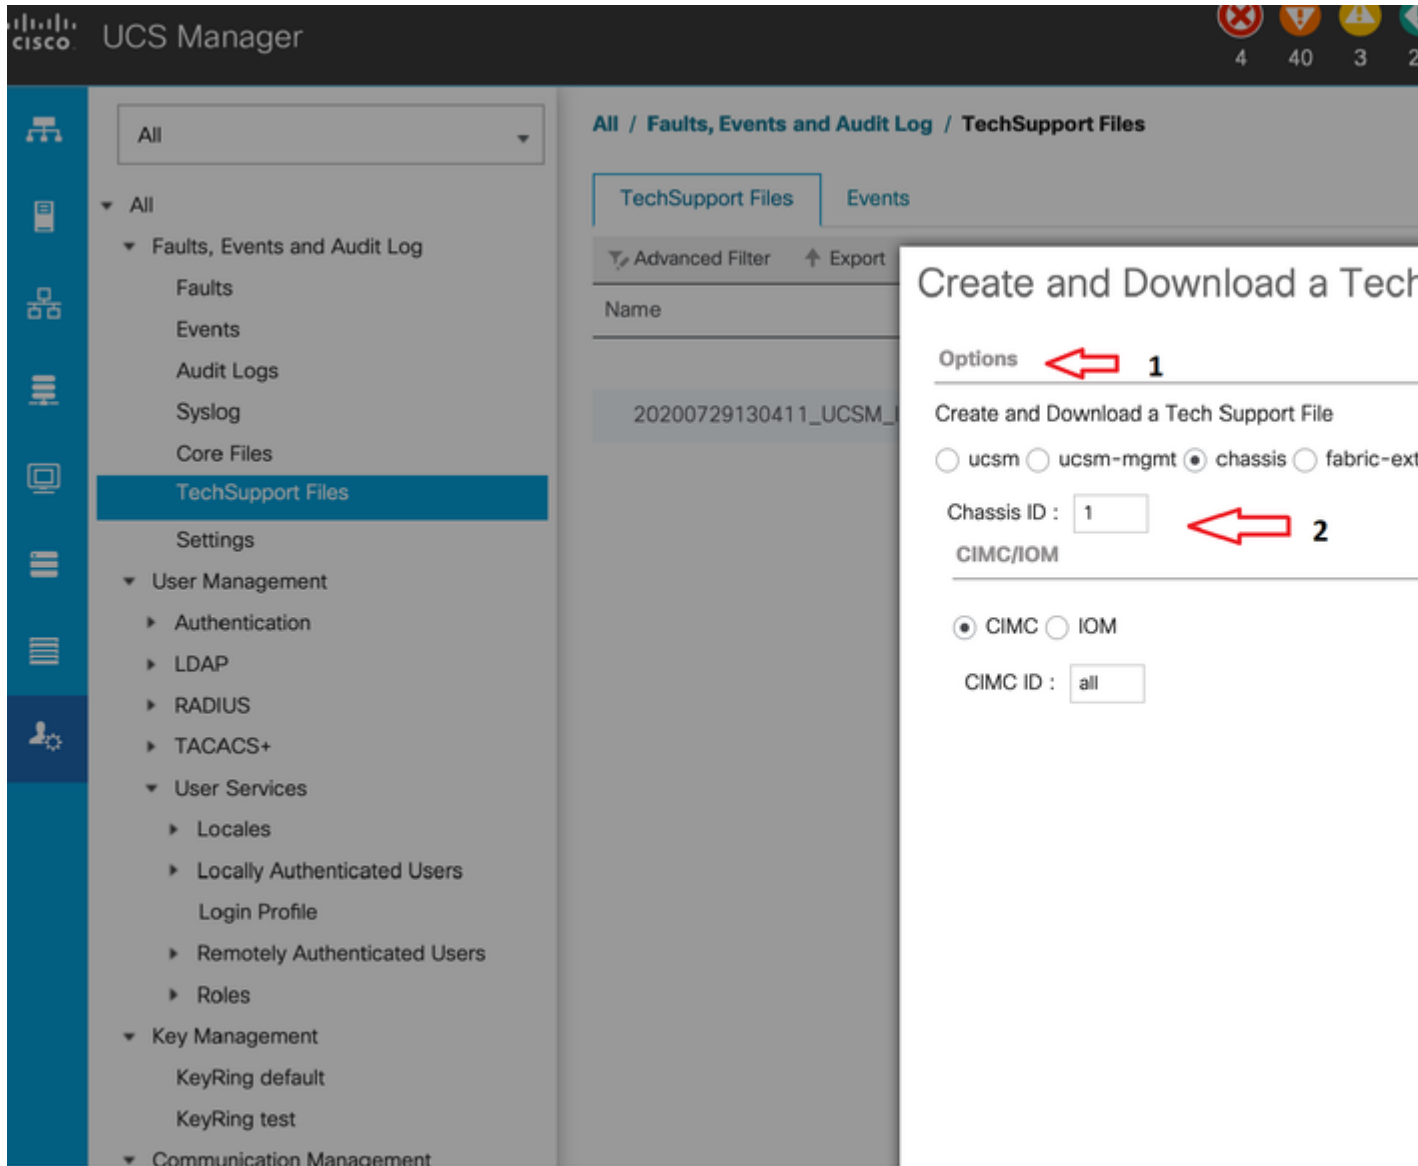 cisco UCS Manager
4 40 3 2
All
All
Faults, Events and Audit Log
Faults
Events
Audit Logs
Syslog
Core Files
TechSupport Files
Settings
User Management
Authentication
LDAP
RADIUS
TACACS+
User Services
Locales
Locally Authenticated Users
Login Profile
Remotely Authenticated Users
Roles
Key Management
KeyRing default
KeyRing test
Communication Management
All / Faults, Events and Audit Log / TechSupport Files
TechSupport Files Events
Advanced Filter Export
Name
20200729130411_UCSM_
Create and Download a Tech
Options 1
Create and Download a Tech Support File
ucsm ucsm-mgmt chassis fabric-ext
Chassis ID : 1 2
CIMC/IOM
CIMC IOM
CIMC ID : all